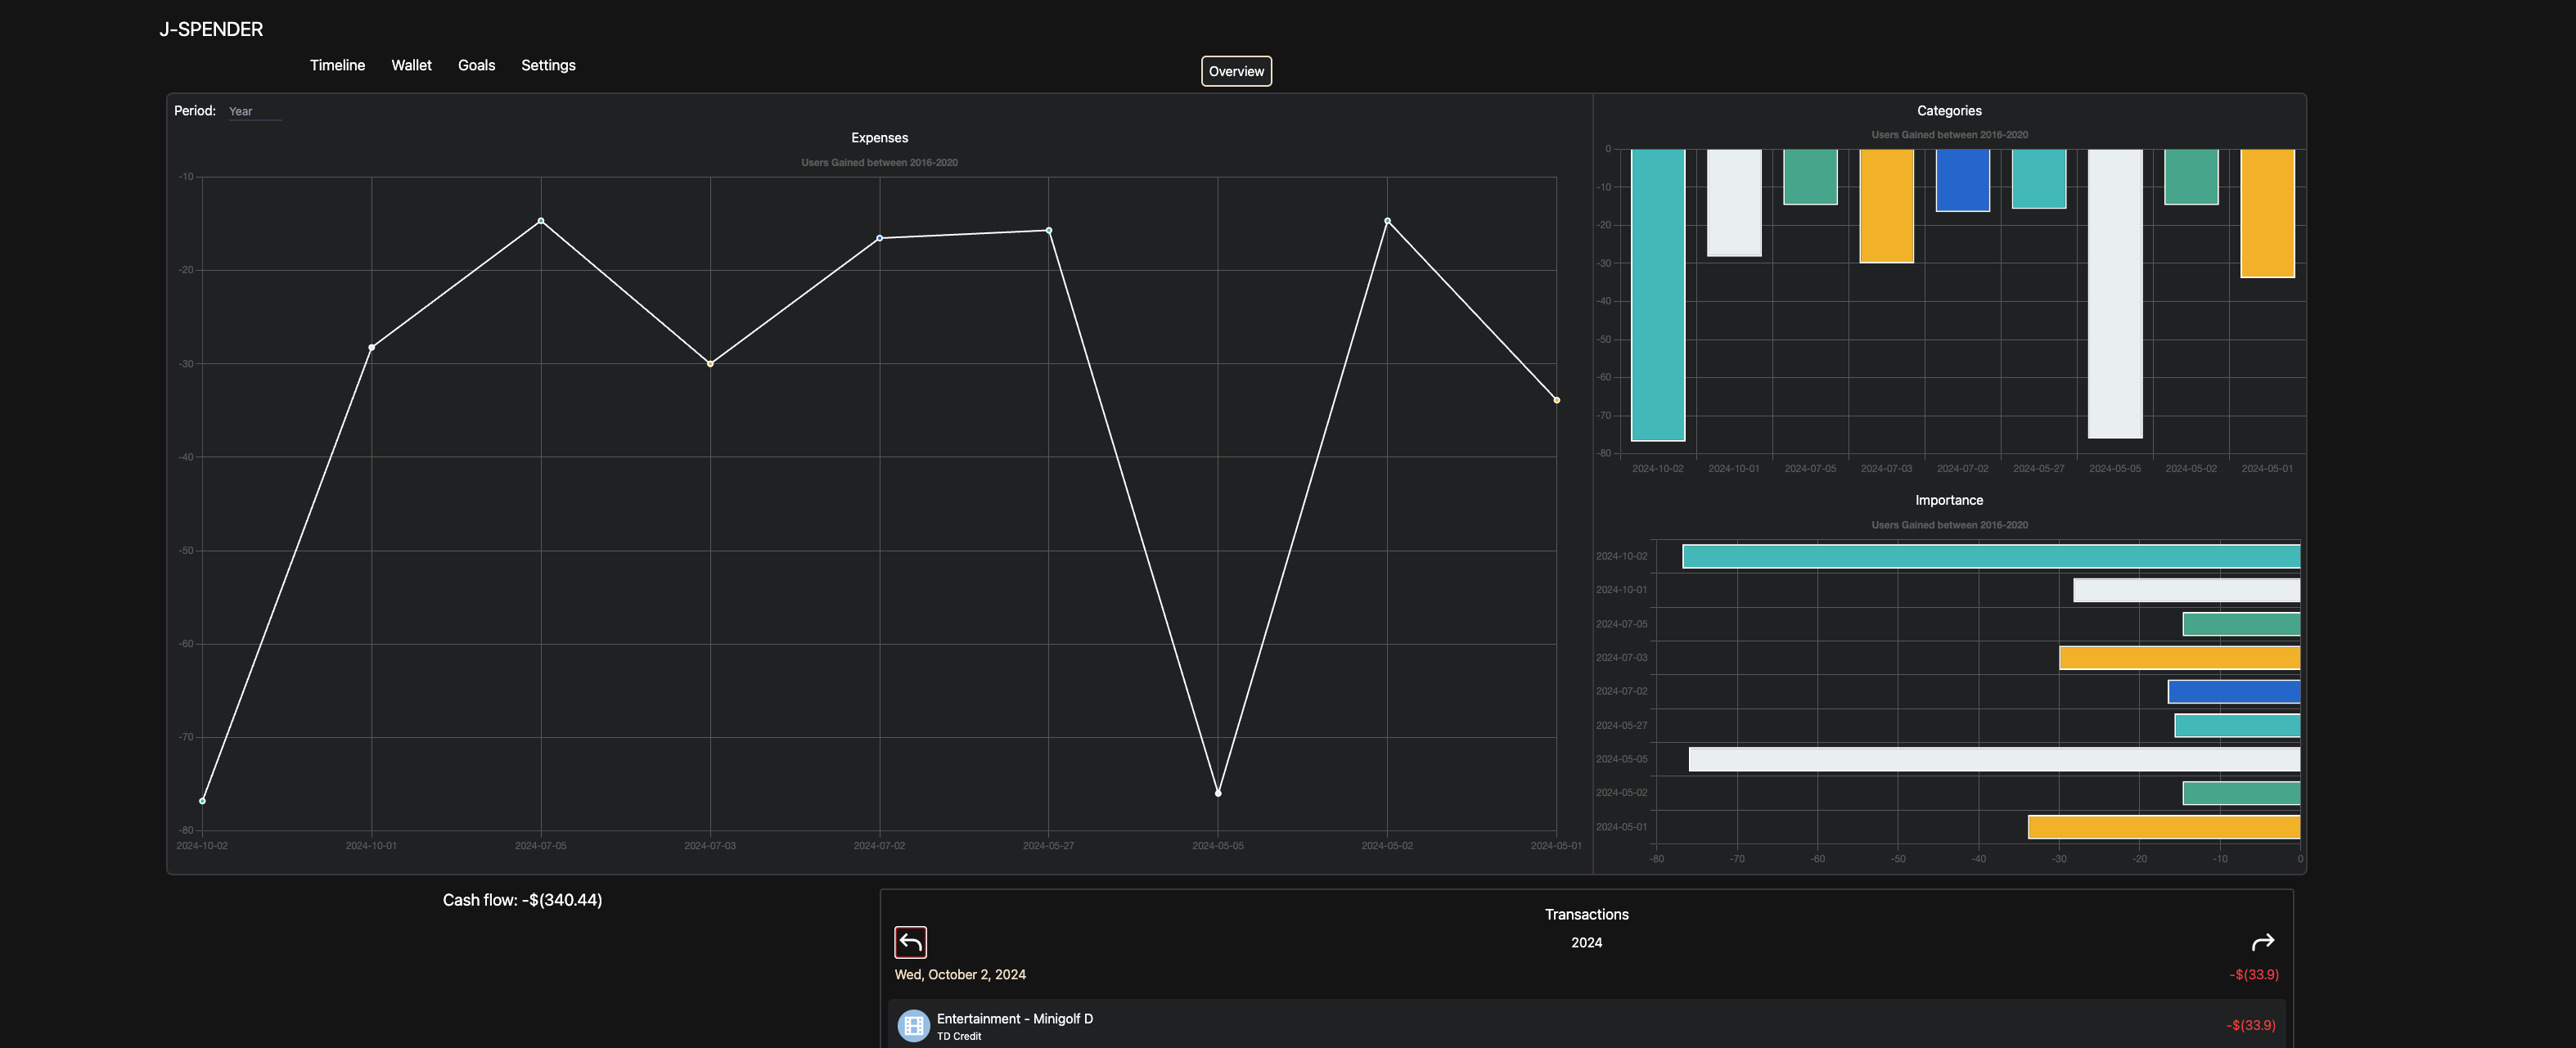 J-SPENDER
Timeline Wallet Goals Settings
Overview
Period: Year
Expenses
Users Gained between 2016-2020
-10
-20
-30
-40
-50
-60
-70
-80
2024-10-02 2024-10-01 2024-07-05 2024-07-03 2024-07-02 2024-05-27 2024-05-05 2024-05-02 2024-05-01
Categories
Users Gained between 2016-2020
0
-10
-20
-30
-40
-50
-60
-70
-80
2024-10-02 2024-10-01 2024-07-05 2024-07-03 2024-07-02 2024-05-27 2024-05-05 2024-05-02 2024-05-01
Importance
Users Gained between 2016-2020
2024-10-02
2024-10-01
2024-07-05
2024-07-03
2024-07-02
2024-05-27
2024-05-05
2024-05-02
2024-05-01
-80 -70 -60 -50 -40 -30 -20 -10 0
Cash flow: -$(340.44)
Transactions
2024
Wed, October 2, 2024 -$(33.9)
Entertainment - Minigolf D -$(33.9)
TD Credit